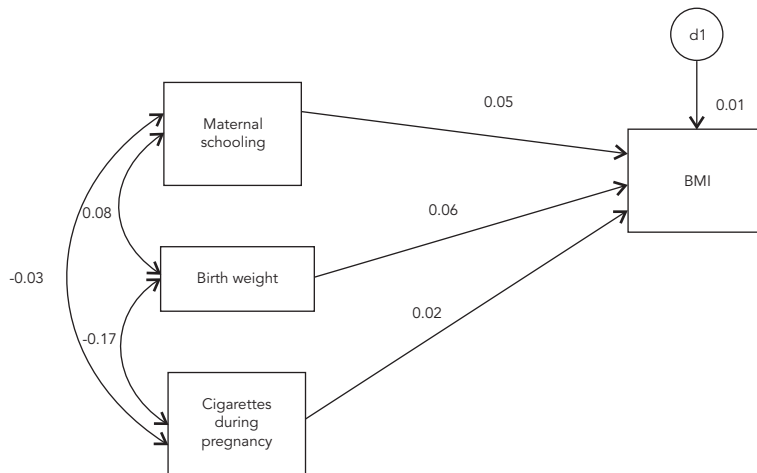 d1
0.01
0.05
Maternal
schooling
BMI
0.08
0.06
-0.03
Birth weight
0.02
-0.17
Cigarettes
during
pregnancy